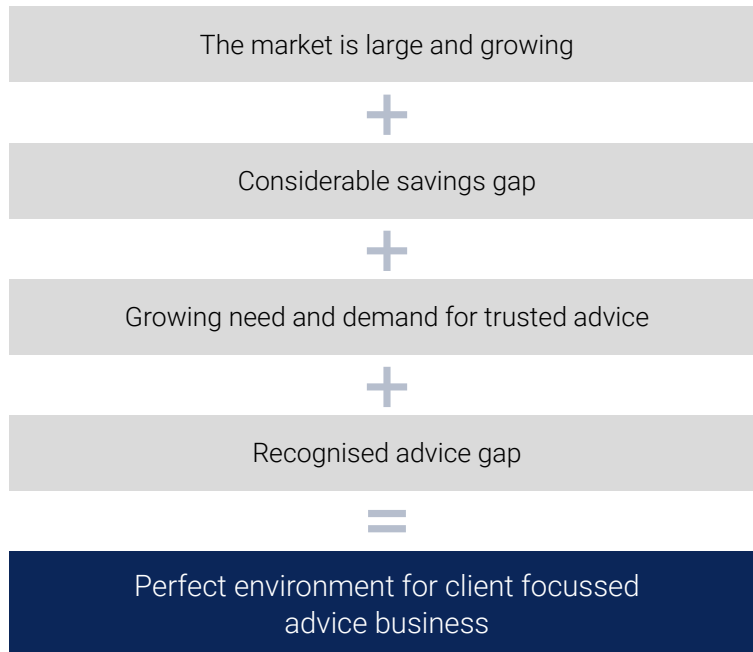 The market is large and growing
+
Considerable savings gap
+
Growing need and demand for trusted advice
+
Recognised advice gap
=
Perfect environment for client focussed
advice business